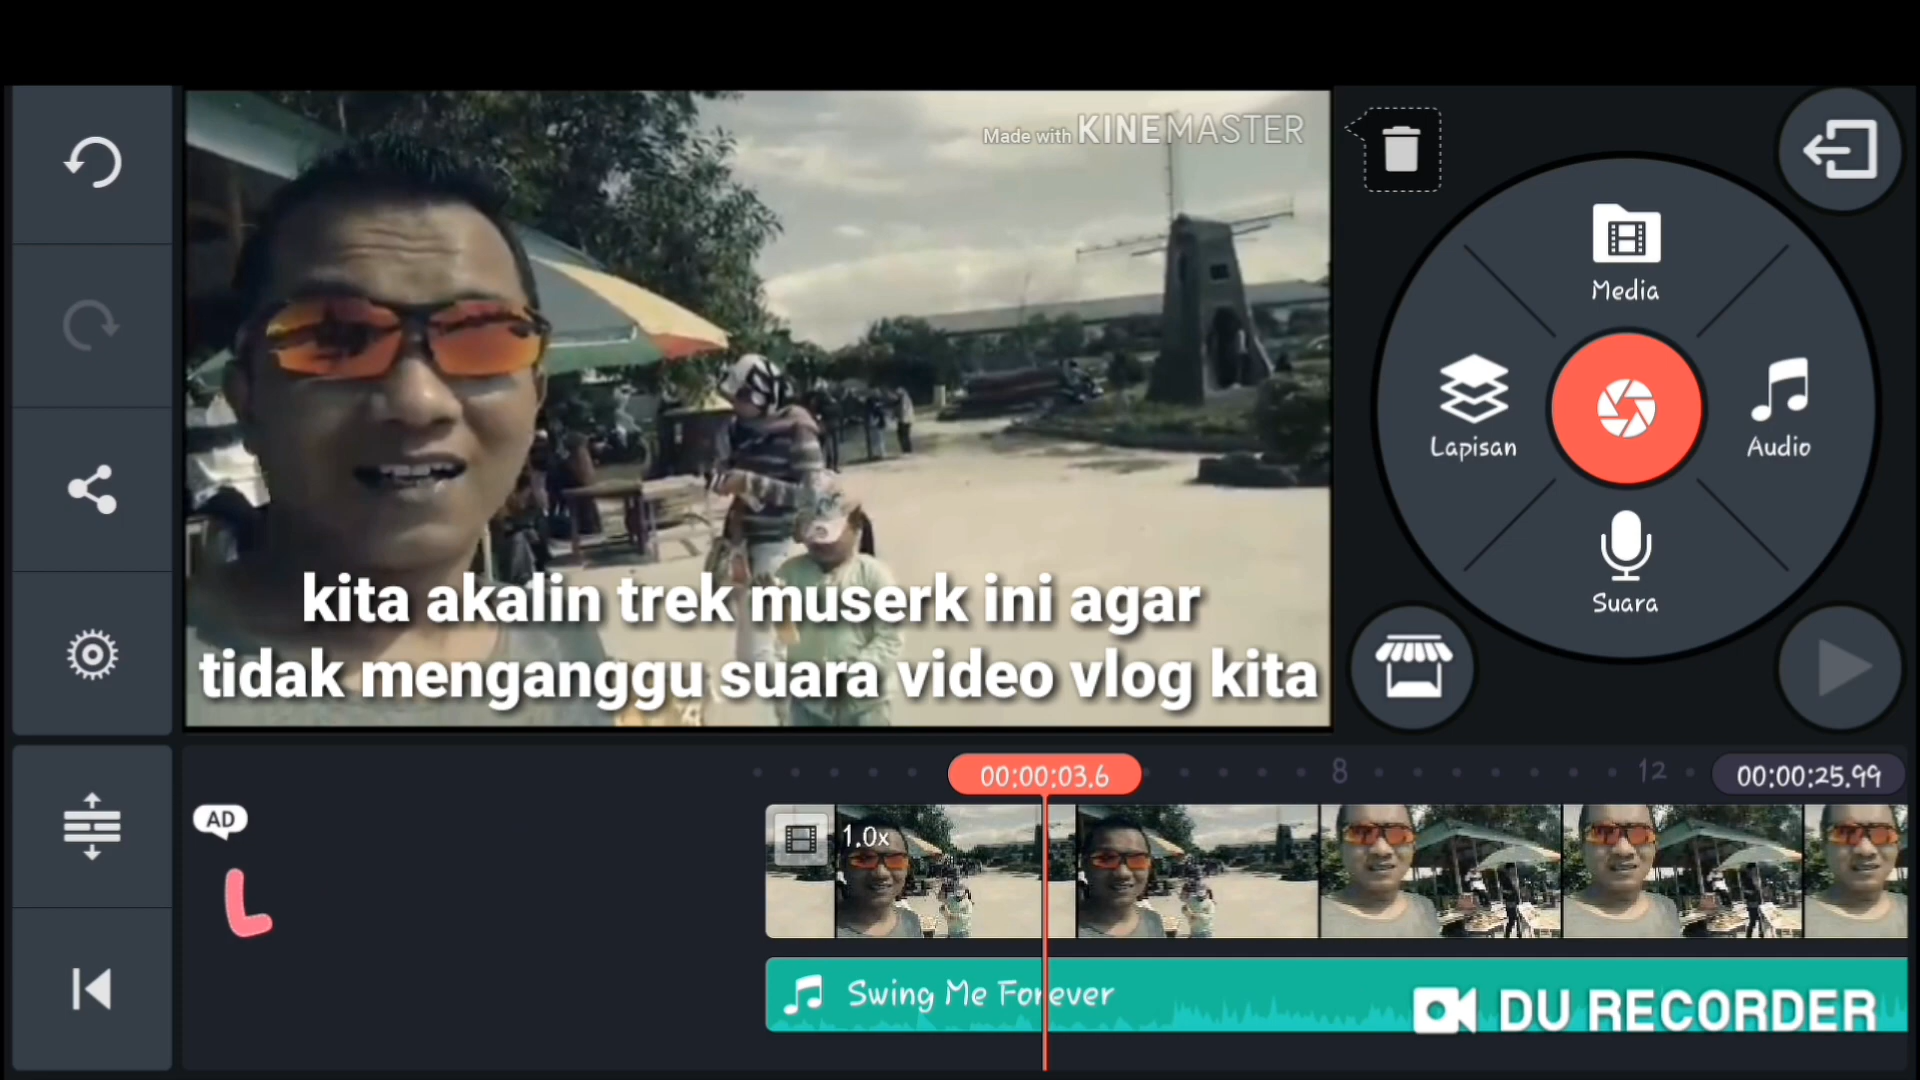 Made with KINEMASTER
Media
Lapisan
Audio
Suara
kita akalin trek muserk ini agar
tidak menganggu suara video vlog kita
00:00:03.6
8
12
00:00:25.99
AD
1.0x
L
Swing Me Forever
DU RECORDER